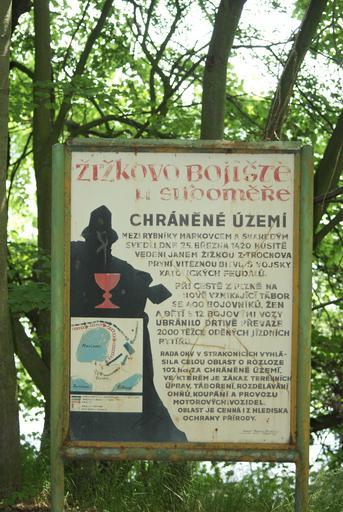 ŽIŽKOVO BOJIŠTĚ
u SUDOMĚŘE
CHRÁNĚNÉ ÚZEMÍ
MEZI RYBNÍKY MARKOVCEM A ŠKAREDÝM
SVEDLI DNE 25. BŘEZNA 1420 HUSITÉ
VEDENI JANEM ŽIŽKOU Z TROCNOVA
PRVNÍ VÍTĚZNOU BITVU S VOJSKY
KATOLICKÝCH FEUDÁLŮ.
PŘI CESTĚ Z PLZNĚ NA
NOVĚ VZNIKAJÍCÍ TÁBOR
SE 400 BOJOVNÍKŮ, ŽEN
A DĚTÍ S 12 BOJOVÝMI VOZY
UBRÁNILO DRTIVÉ PŘEVAZE
2000 TĚŽCE ODĚNÝCH JÍZDNÍCH
RYTÍŘŮ.
RADA ONV V STRAKONICÍCH VYHLÁ-
SILA CELOU OBLAST O ROZLOZE
102 ha ZA CHRÁNĚNÉ ÚZEMÍ,
VE KTERÉM JE ZÁKAZ TERÉNNÍCH
ÚPRAV, TÁBOŘENÍ, ROZDĚLÁVÁNÍ
OHŇŮ, KOUPÁNÍ A PROVOZU
MOTOROVÝCH VOZIDEL.
OBLAST JE CENNÁ I Z HLEDISKA
OCHRANY PŘÍRODY.